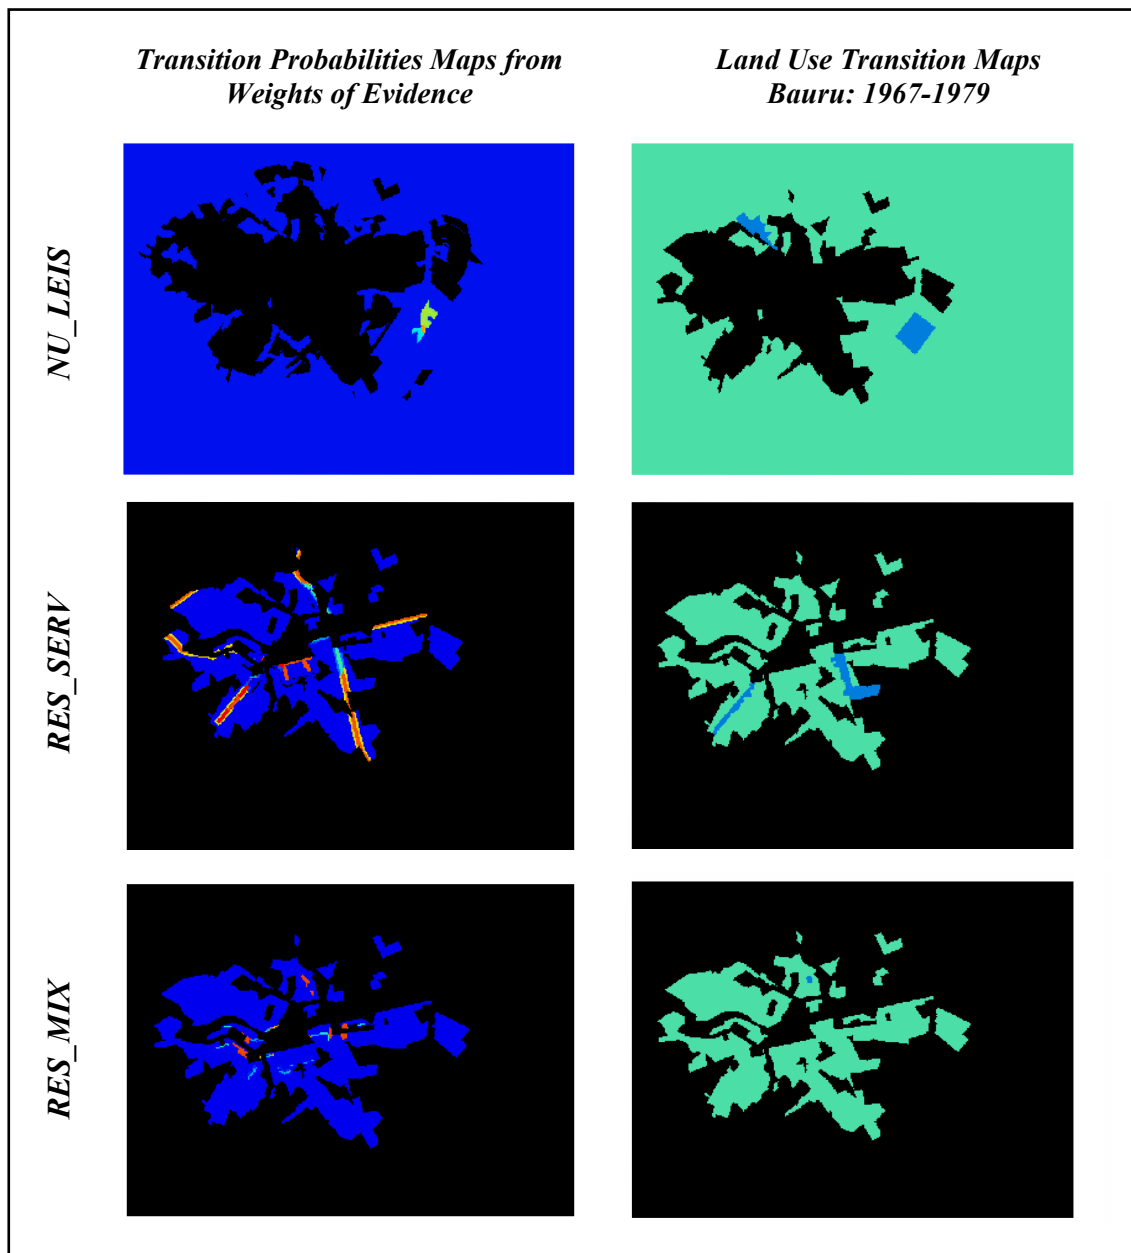 Transition Probabilities Maps from
Weights of Evidence
Land Use Transition Maps
Bauru: 1967-1979
NU_LEIS
RES_SERV
RES_MIX